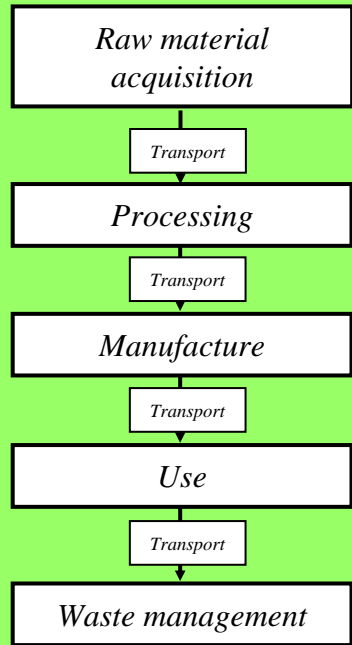 Raw material
acquisition
Transport
Processing
Transport
Manufacture
Transport
Use
Transport
Waste management